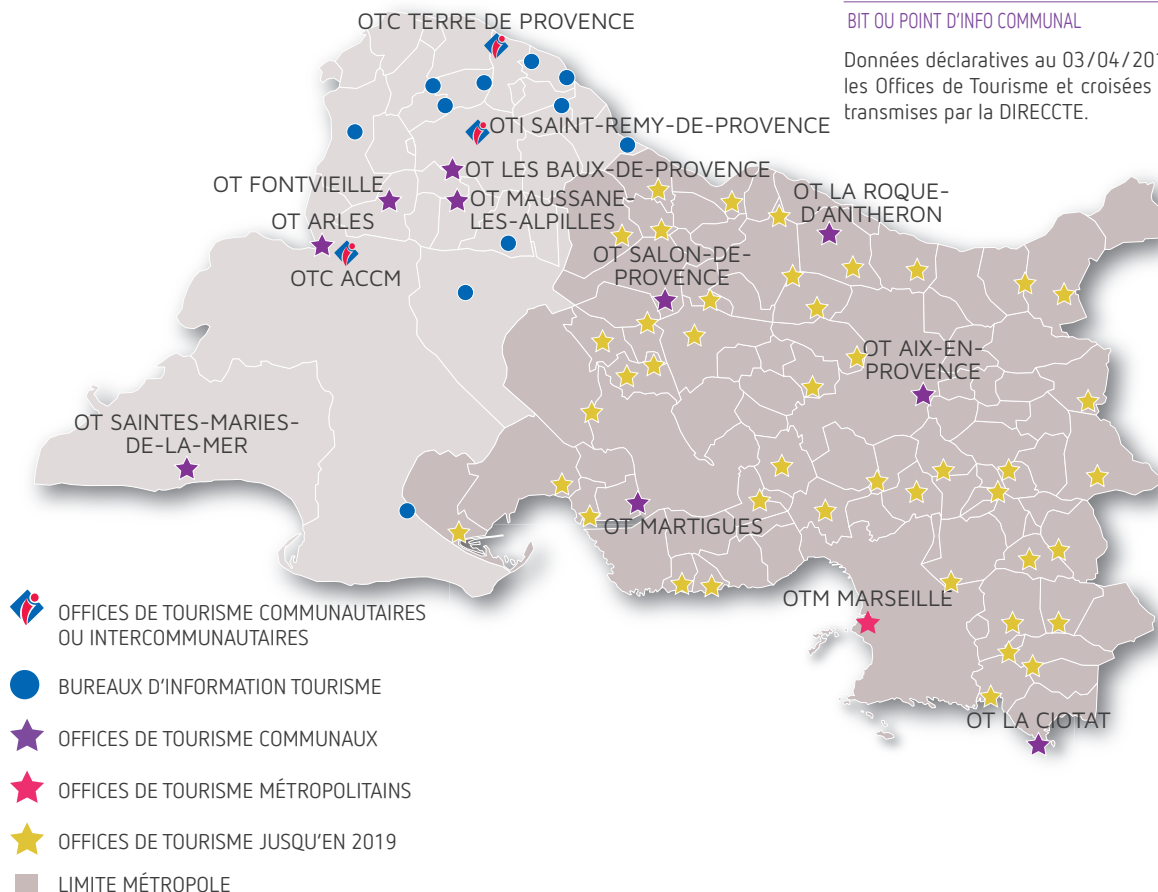 BIT OU POINT D'INFO COMMUNAL
Données déclaratives au 03/04/201
les Offices de Tourisme et croisées
transmises par la DIRECCTE.
OTC TERRE DE PROVENCE
OTI SAINT-REMY-DE-PROVENCE
OT LES BAUX-DE-PROVENCE
OT FONTVIEILLE
OT MAUSSANE-
LES-ALPILLES
OT LA ROQUE-
D'ANTHERON
OT ARLES
OTC ACCM
OT SALON-DE-
PROVENCE
OT AIX-EN-
PROVENCE
OT SAINTES-MARIES-
DE-LA-MER
OT MARTIGUES
OTM MARSEILLE
OT LA CIOTAT
OFFICES DE TOURISME COMMUNAUTAIRES
OU INTERCOMMUNAUTAIRES
BUREAUX D'INFORMATION TOURISME
OFFICES DE TOURISME COMMUNAUX
OFFICES DE TOURISME MÉTROPOLITAINS
OFFICES DE TOURISME JUSQU'EN 2019
LIMITE MÉTROPOLE